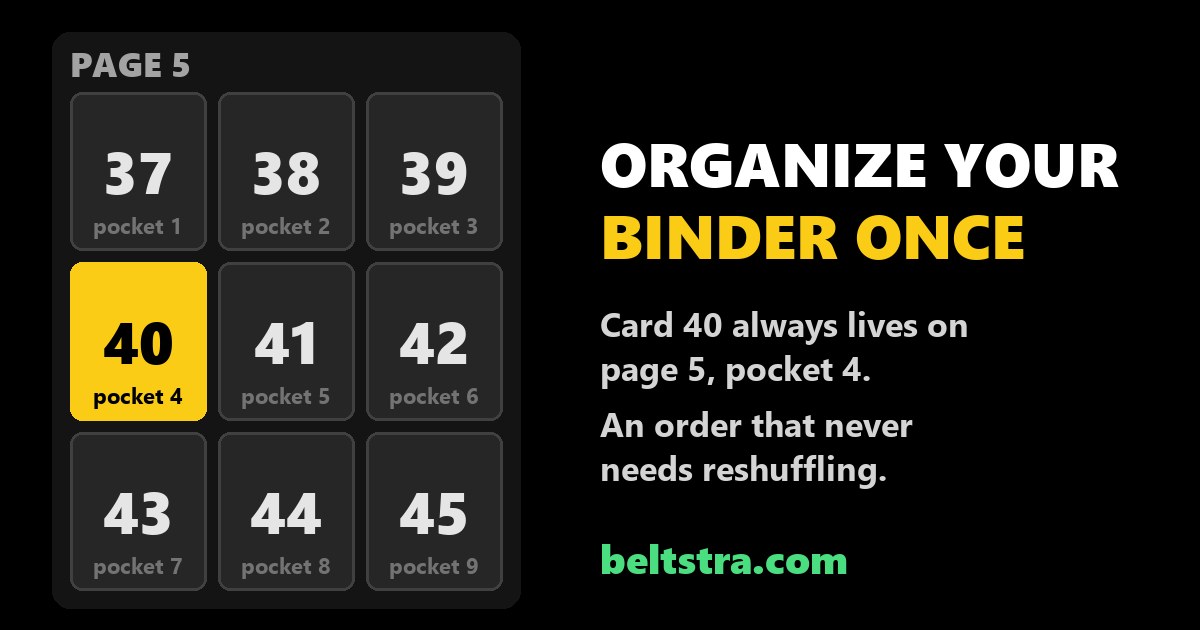 PAGE 5
37 38 39
pocket 1 pocket 2 pocket 3
40 41 42
pocket 4 pocket 5 pocket 6
43 44 45
pocket 7 pocket 8 pocket 9
ORGANIZE YOUR
BINDER ONCE
Card 40 always lives on
page 5, pocket 4.
An order that never
needs reshuffling.
beltstra.com